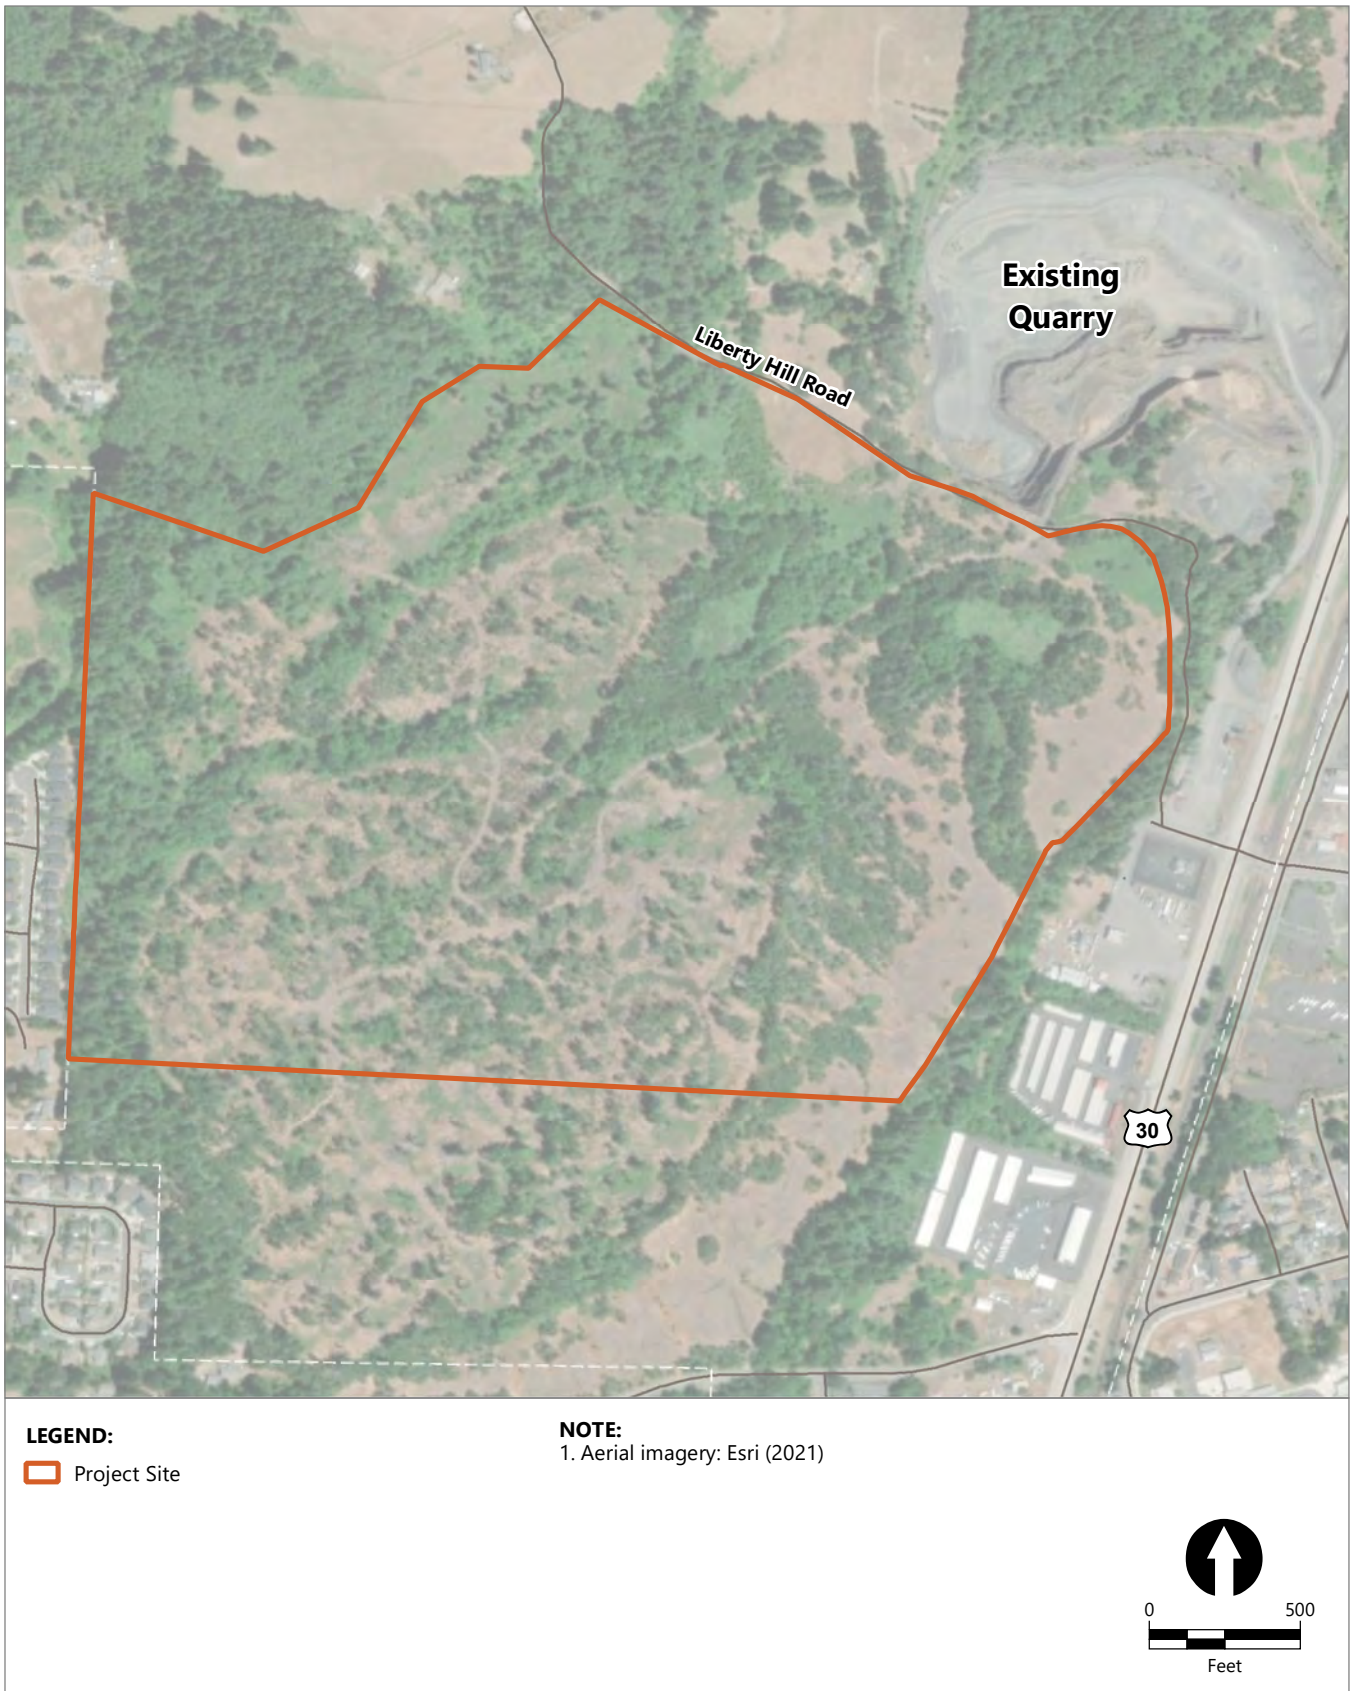 Existing
Quarry
Liberty Hill Road
30
LEGEND:
Project Site
NOTE:
1. Aerial imagery: Esri (2021)
0 500
Feet